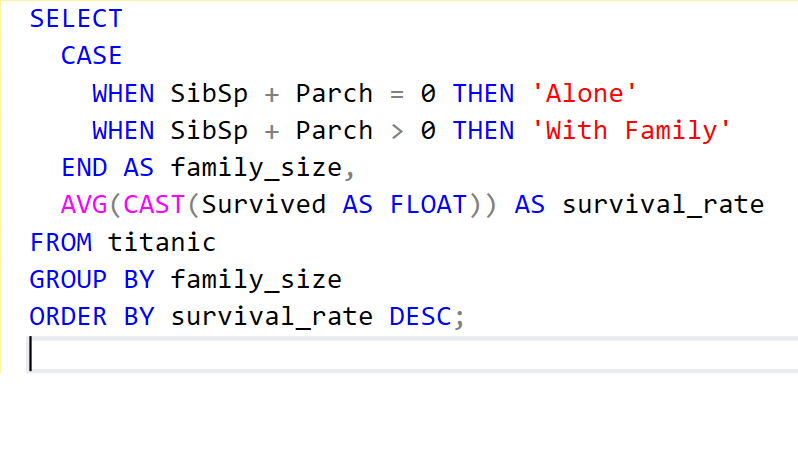 SELECT
  CASE
    WHEN SibSp + Parch = 0 THEN 'Alone'
    WHEN SibSp + Parch > 0 THEN 'With Family'
  END AS family_size,
  AVG(CAST(Survived AS FLOAT)) AS survival_rate
FROM titanic
GROUP BY family_size
ORDER BY survival_rate DESC;